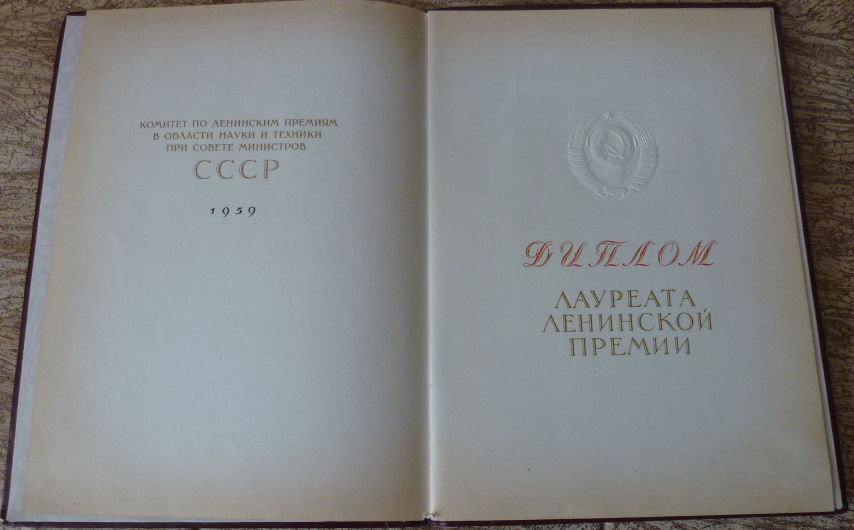 КОМИТЕТ ПО ЛЕНИНСКИМ ПРЕМИЯМ
В ОБЛАСТИ НАУКИ И ТЕХНИКИ
ПРИ СОВЕТЕ МИНИСТРОВ
СССР
1959
ДИПЛОМ
ЛАУРЕАТА
ЛЕНИНСКОЙ
ПРЕМИИ